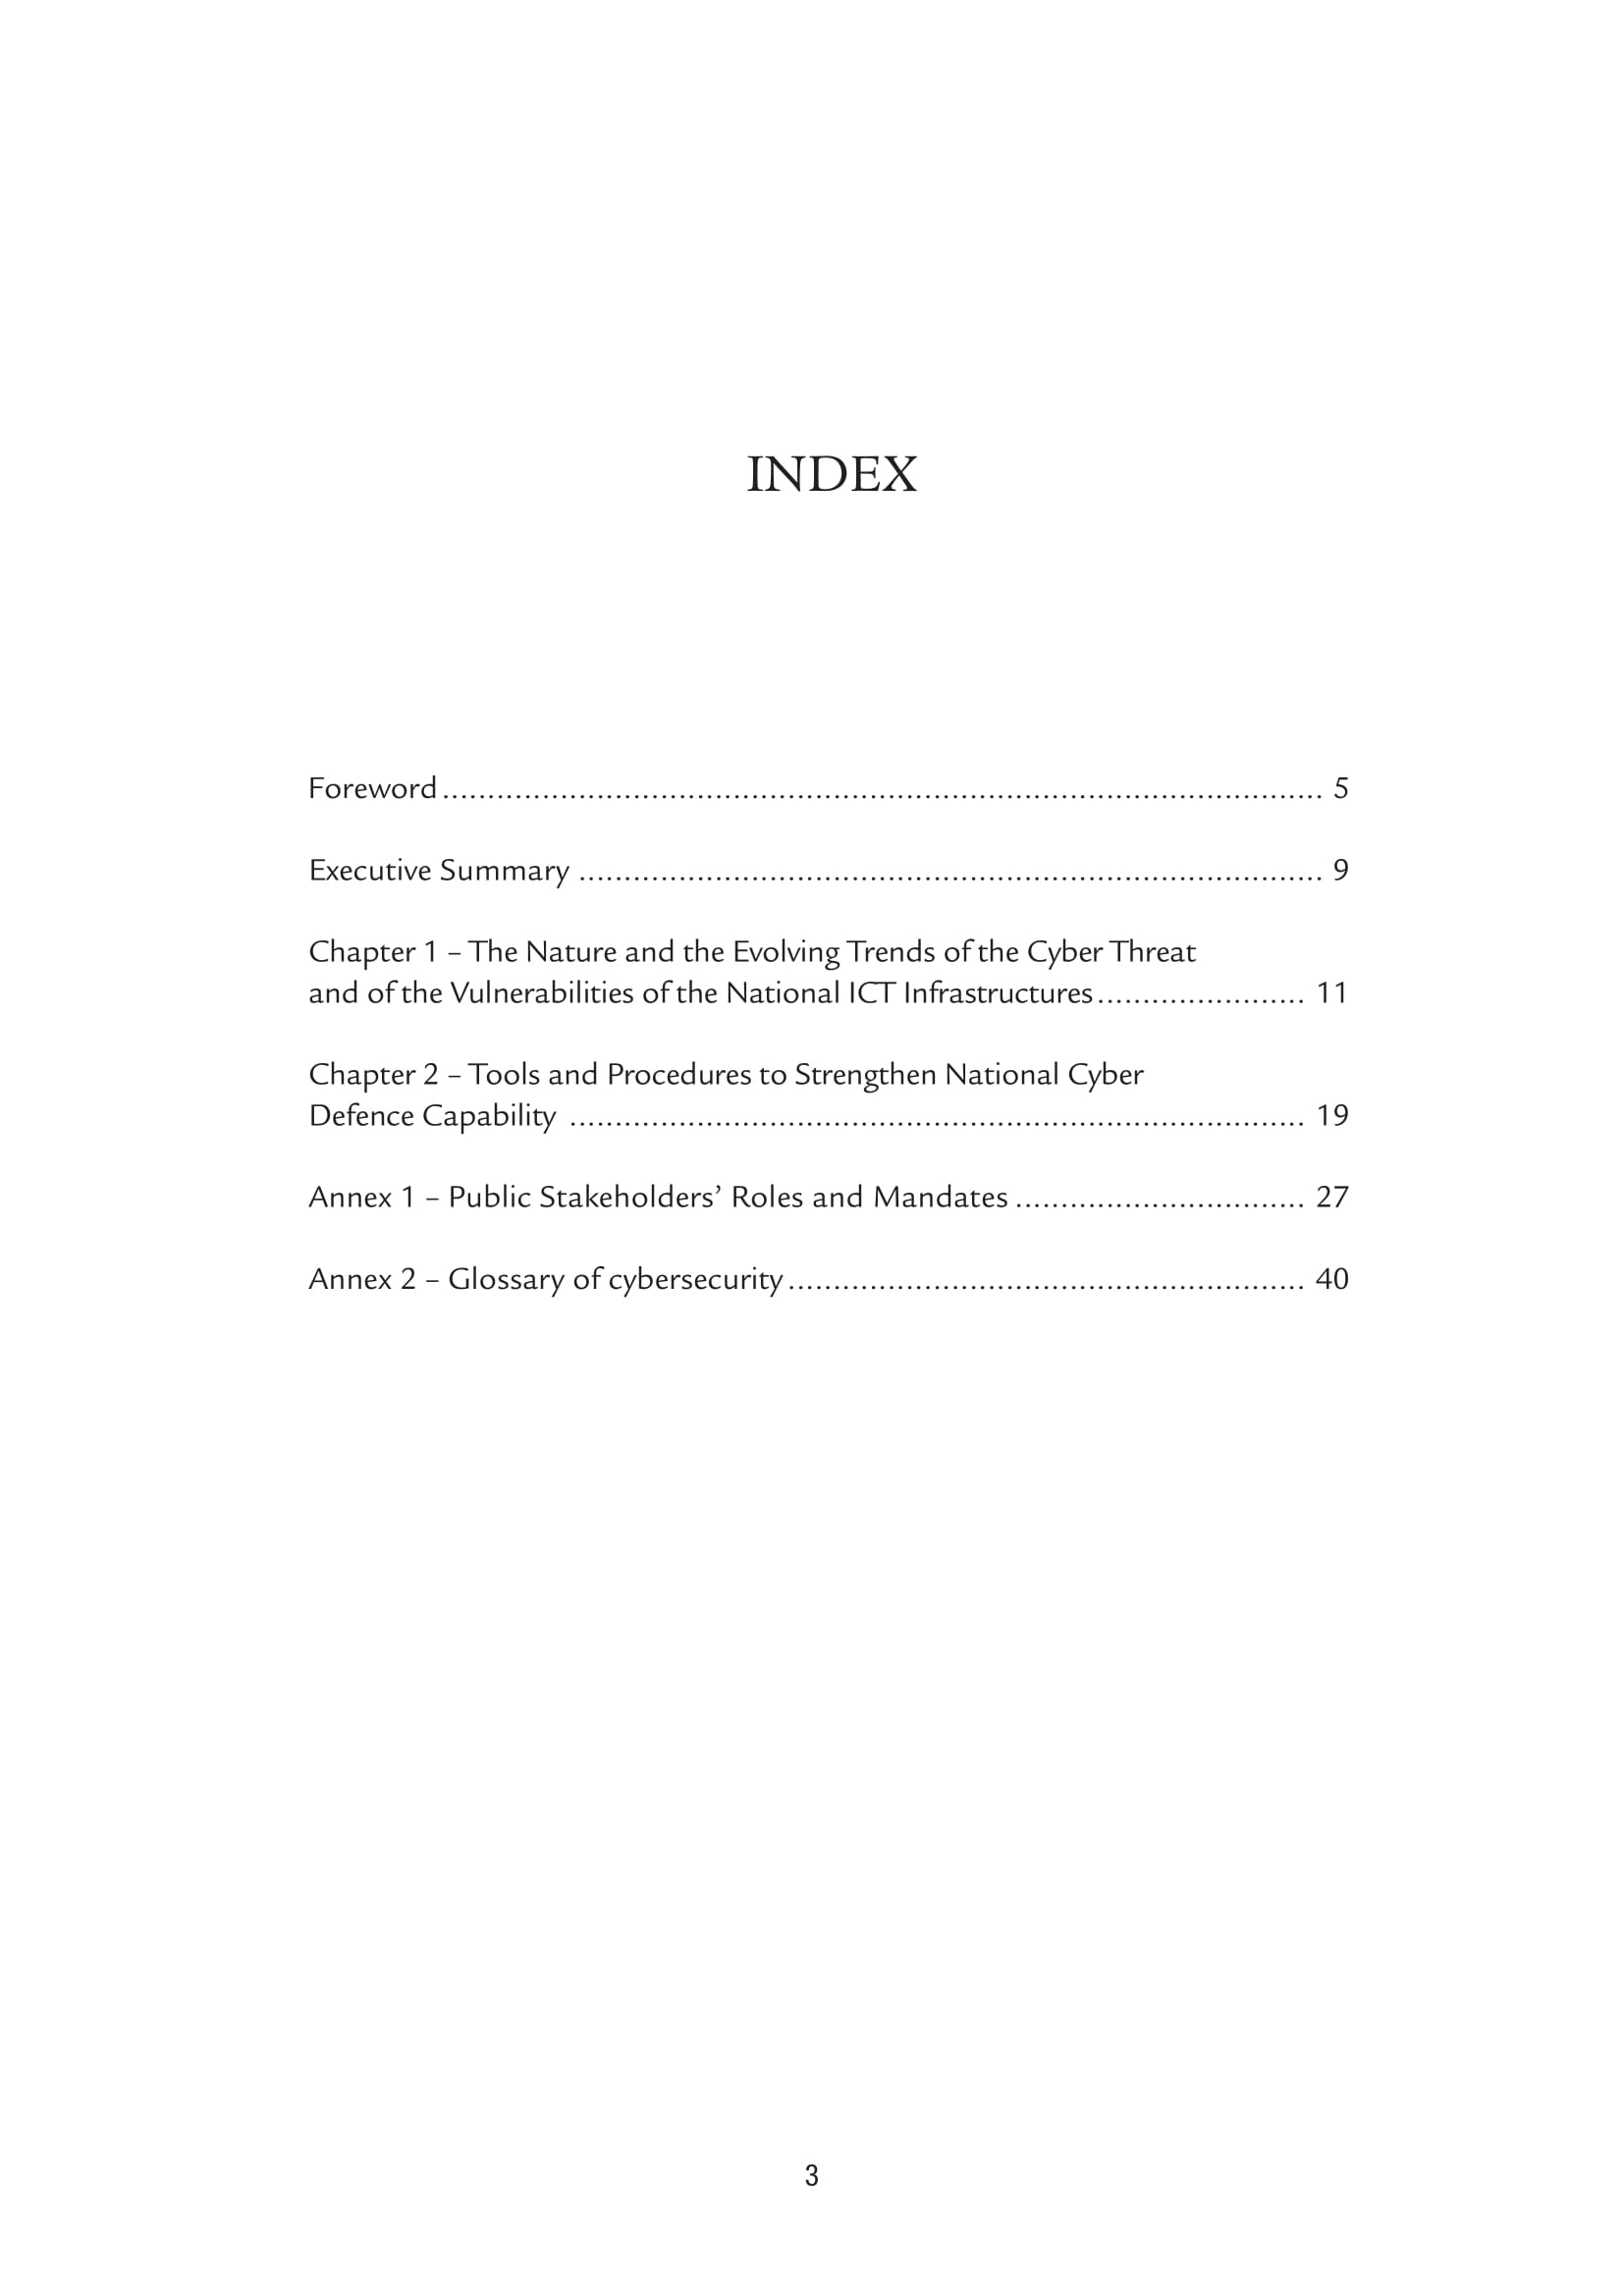 INDEX
Foreword ........................................................................................................ 5
Executive Summary ........................................................................................ 9
Chapter 1 – The Nature and the Evolving Trends of the Cyber Threat
and of the Vulnerabilities of the National ICT Infrastructures ....................... 11
Chapter 2 – Tools and Procedures to Strengthen National Cyber
Defence Capability ................................................................................. 19
Annex 1 – Public Stakeholders’ Roles and Mandates ................................ 27
Annex 2 – Glossary of cybersecurity ......................................................... 40
3